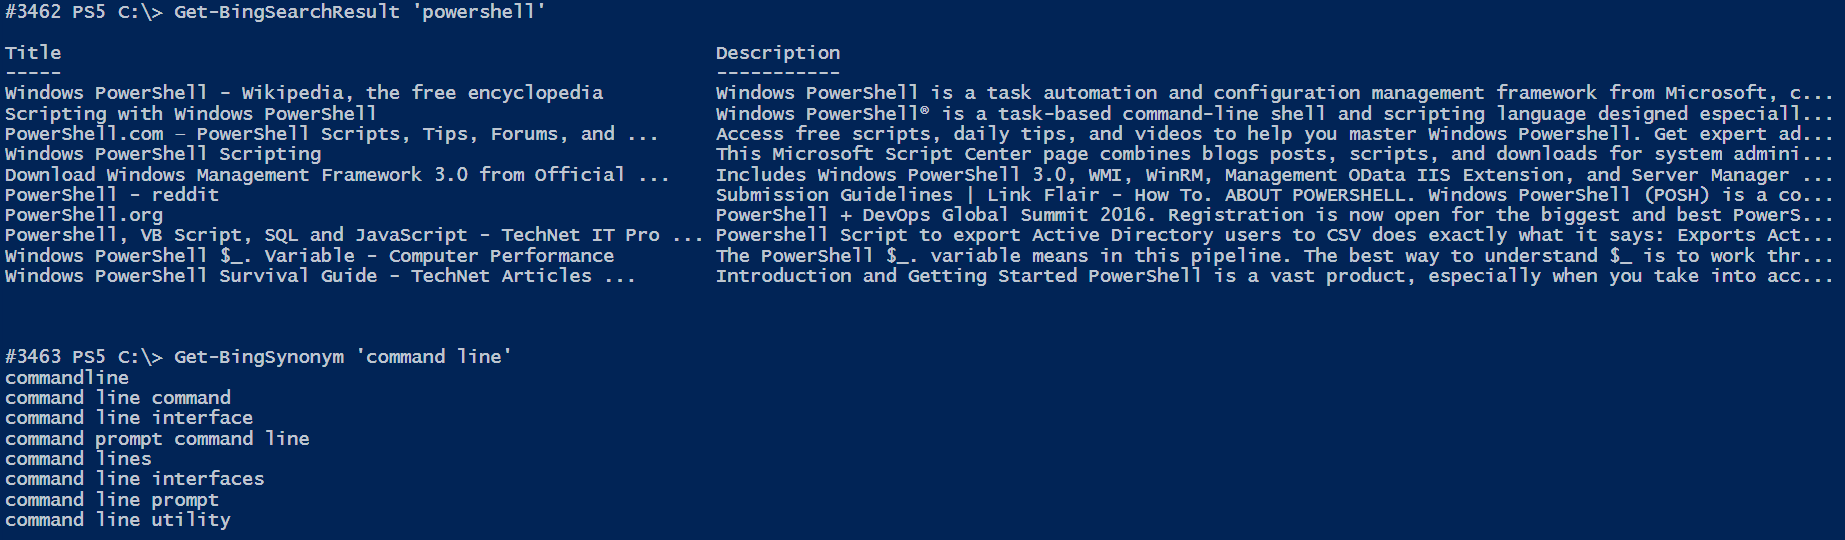 #3462 PS5 C:\> Get-BingSearchResult 'powershell'
Title Description
----- -----------
Windows PowerShell - Wikipedia, the free encyclopedia Windows PowerShell is a task automation and configuration management framework from Microsoft, c...
Scripting with Windows PowerShell Windows PowerShell® is a task-based command-line shell and scripting language designed especiall...
PowerShell.com – PowerShell Scripts, Tips, Forums, and ... Access free scripts, daily tips, and videos to help you master Windows Powershell. Get expert ad...
Windows PowerShell Scripting This Microsoft Script Center page combines blogs posts, scripts, and downloads for system admini...
Download Windows Management Framework 3.0 from Official ... Includes Windows PowerShell 3.0, WMI, WinRM, Management OData IIS Extension, and Server Manager ...
PowerShell - reddit Submission Guidelines | Link Flair - How To. ABOUT POWERSHELL. Windows PowerShell (POSH) is a co...
PowerShell.org PowerShell + DevOps Global Summit 2016. Registration is now open for the biggest and best PowerS...
Powershell, VB Script, SQL and JavaScript - TechNet IT Pro ... Powershell Script to export Active Directory users to CSV does exactly what it says: Exports Act...
Windows PowerShell $_. Variable - Computer Performance The PowerShell $_. variable means in this pipeline. The best way to understand $_ is to work thr...
Windows PowerShell Survival Guide - TechNet Articles ... Introduction and Getting Started PowerShell is a vast product, especially when you take into acc...
#3463 PS5 C:\> Get-BingSynonym 'command line'
commandline
command line command
command line interface
command prompt command line
command lines
command line interfaces
command line prompt
command line utility